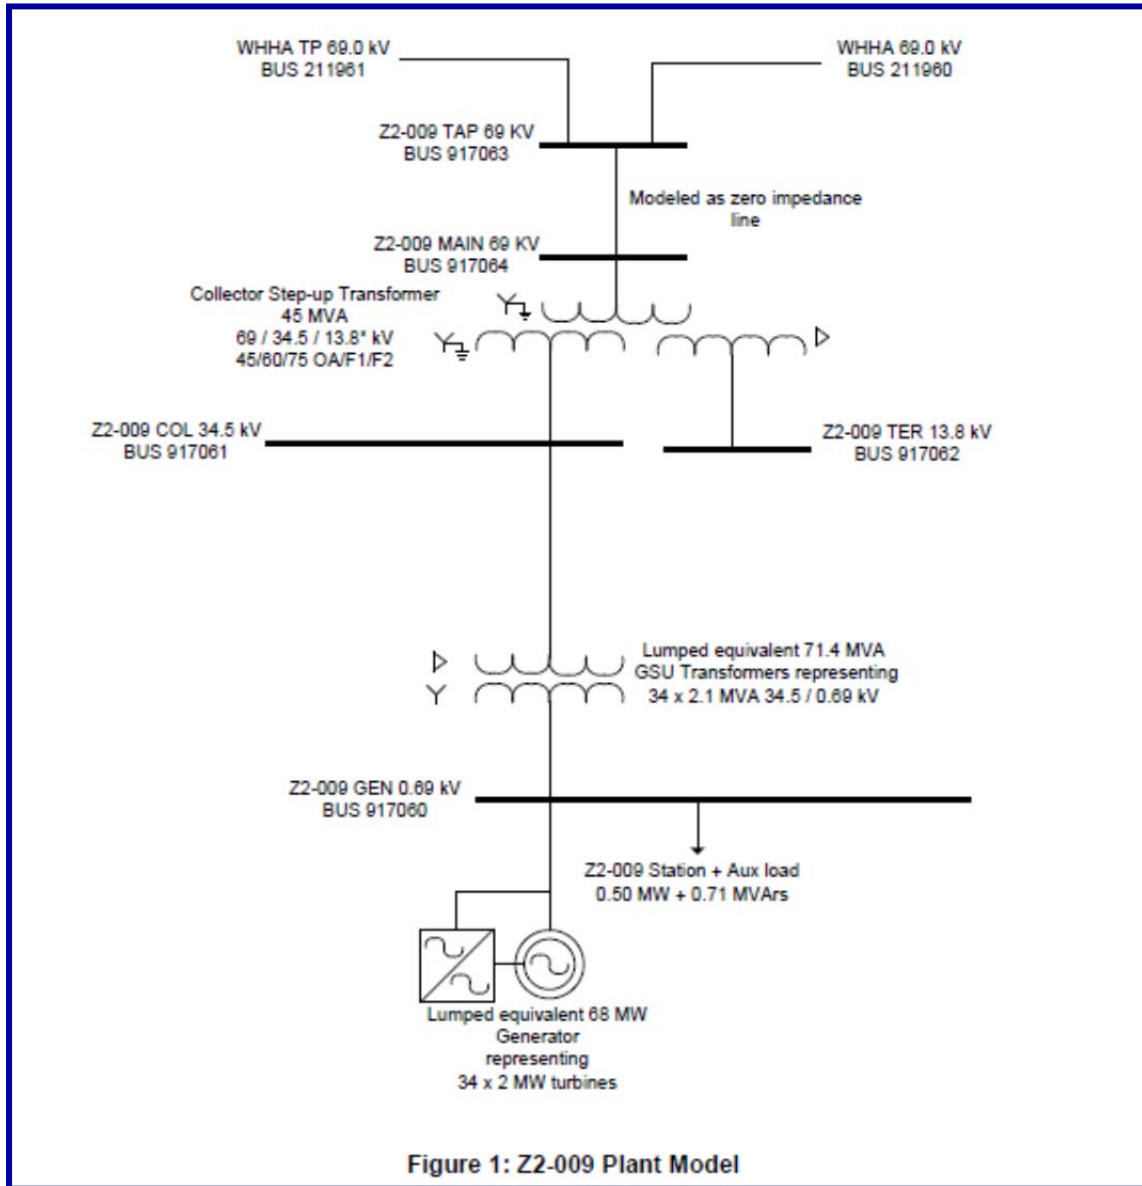 WHHA TP 69.0 kV
BUS 211961
WHHA 69.0 kV
BUS 211960
Z2-009 TAP 69 KV
BUS 917063
Modeled as zero impedance
line
Z2-009 MAIN 69 KV
BUS 917064
Collector Step-up Transformer
45 MVA
69 / 34.5 / 13.8* kV
45/60/75 OA/F1/F2
Z2-009 COL 34.5 kV
BUS 917061
Z2-009 TER 13.8 kV
BUS 917062
Lumped equivalent 71.4 MVA
GSU Transformers representing
34 x 2.1 MVA 34.5 / 0.69 kV
Z2-009 GEN 0.69 kV
BUS 917060
Z2-009 Station + Aux load
0.50 MW + 0.71 MVArs
Lumped equivalent 68 MW
Generator
representing
34 x 2 MW turbines
Figure 1: Z2-009 Plant Model